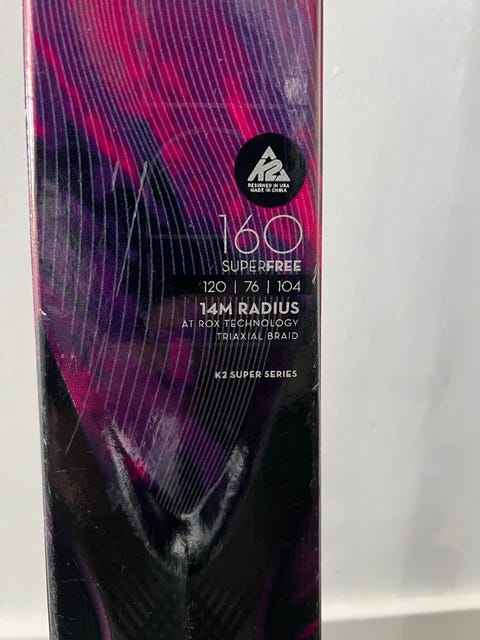 K2
DESIGNED IN USA
MADE IN CHINA
160
SUPERFREE
120 | 76 | 104
14M RADIUS
AT ROX TECHNOLOGY
TRIAXIAL BRAID
K2 SUPER SERIES